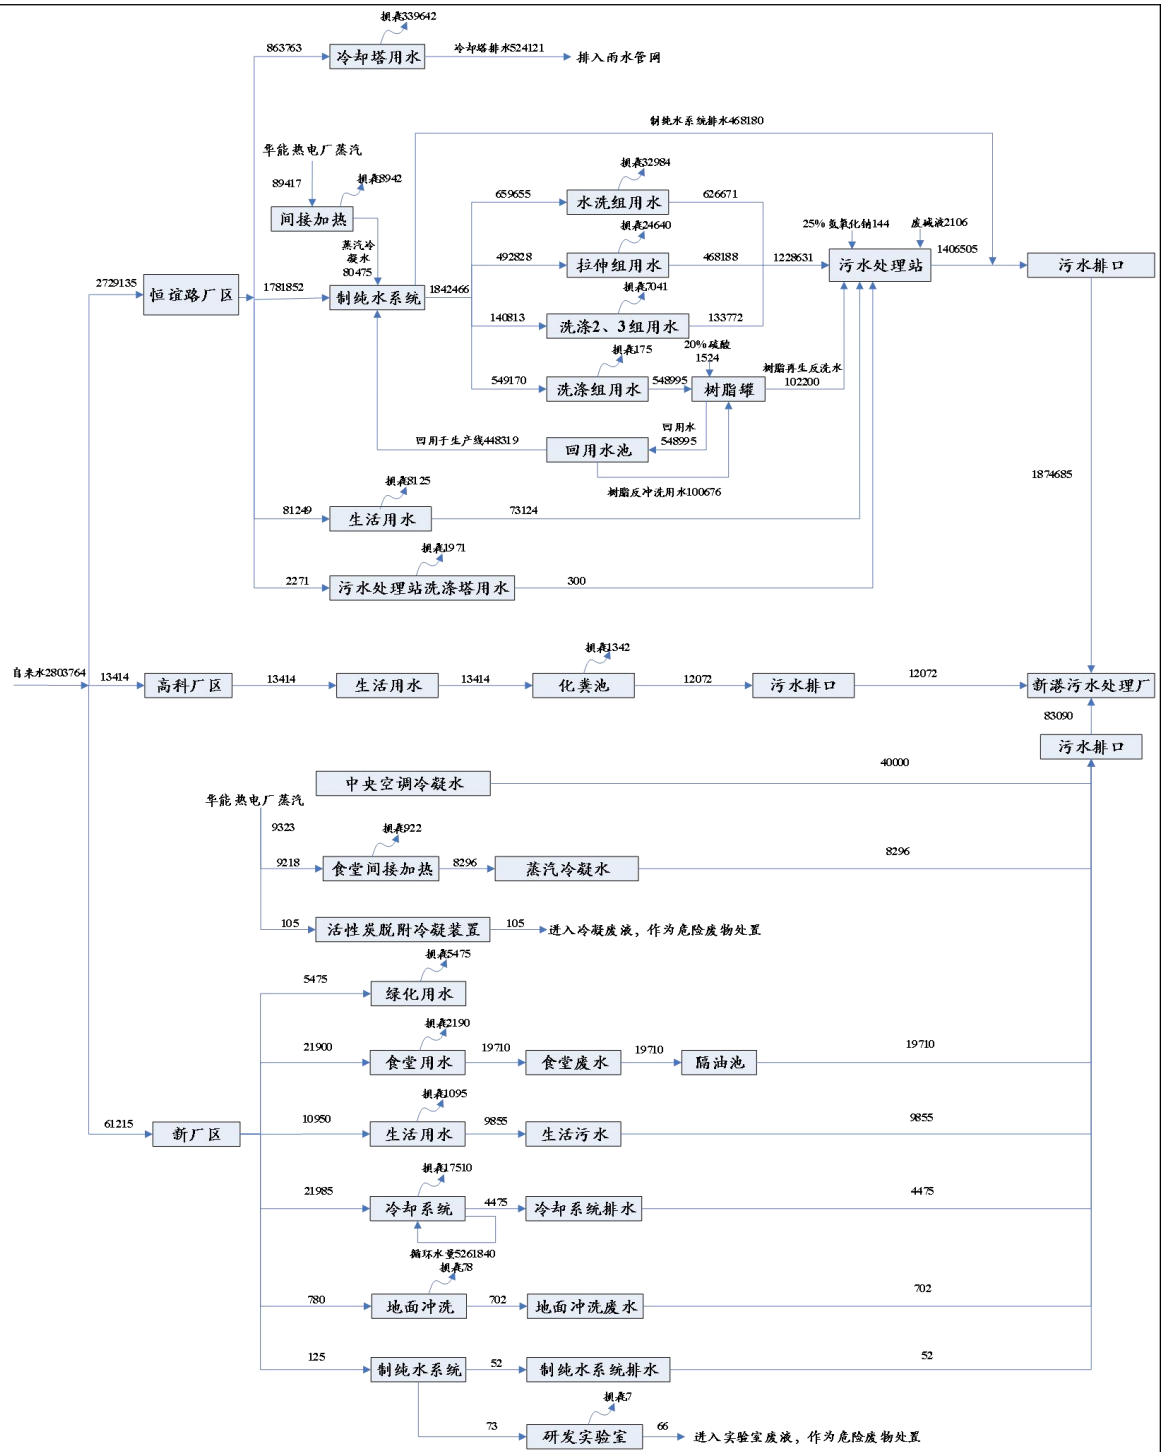 损耗339642
863763
冷却塔用水
冷却塔排水524121
排入雨水管网
制纯水系统排水468180
华能热电厂蒸汽
89417
损耗8942
间接加热
蒸汽冷
凝水
80475
659655
损耗32984
水洗组用水
626671
492828
损耗24640
拉伸组用水
468188
1228631
25%氢氧化钠144
废碱液2106
污水处理站
1406505
污水排口
2729135
恒谊路厂区
1781852
制纯水系统
1842466
140813
损耗7041
洗涤2、3组用水
133772
549170
损耗175
洗涤组用水
548995
20%硫酸
1524
树脂罐
树脂再生反洗水
102200
回用于生产线448319
回用水池
回用水
548995
树脂反冲洗用水100676
1874685
81249
损耗8125
生活用水
73124
2271
损耗1971
污水处理站洗涤塔用水
300
自来水2803764
13414
高科厂区
13414
生活用水
13414
损耗1342
化粪池
12072
污水排口
12072
新港污水处理厂
83090
污水排口
中央空调冷凝水
40000
华能热电厂蒸汽
9323
9218
损耗922
食堂间接加热
8296
蒸汽冷凝水
8296
105
活性炭脱附冷凝装置
105
进入冷凝废液，作为危险废物处置
5475
损耗5475
绿化用水
21900
损耗2190
食堂用水
19710
食堂废水
19710
隔油池
19710
61215
新厂区
10950
损耗1095
生活用水
9855
生活污水
9855
21985
损耗17510
冷却系统
4475
冷却系统排水
4475
循环水量5261840
780
损耗78
地面冲洗
702
地面冲洗废水
702
125
制纯水系统
52
制纯水系统排水
52
73
损耗7
研发实验室
66
进入实验室废液，作为危险废物处置